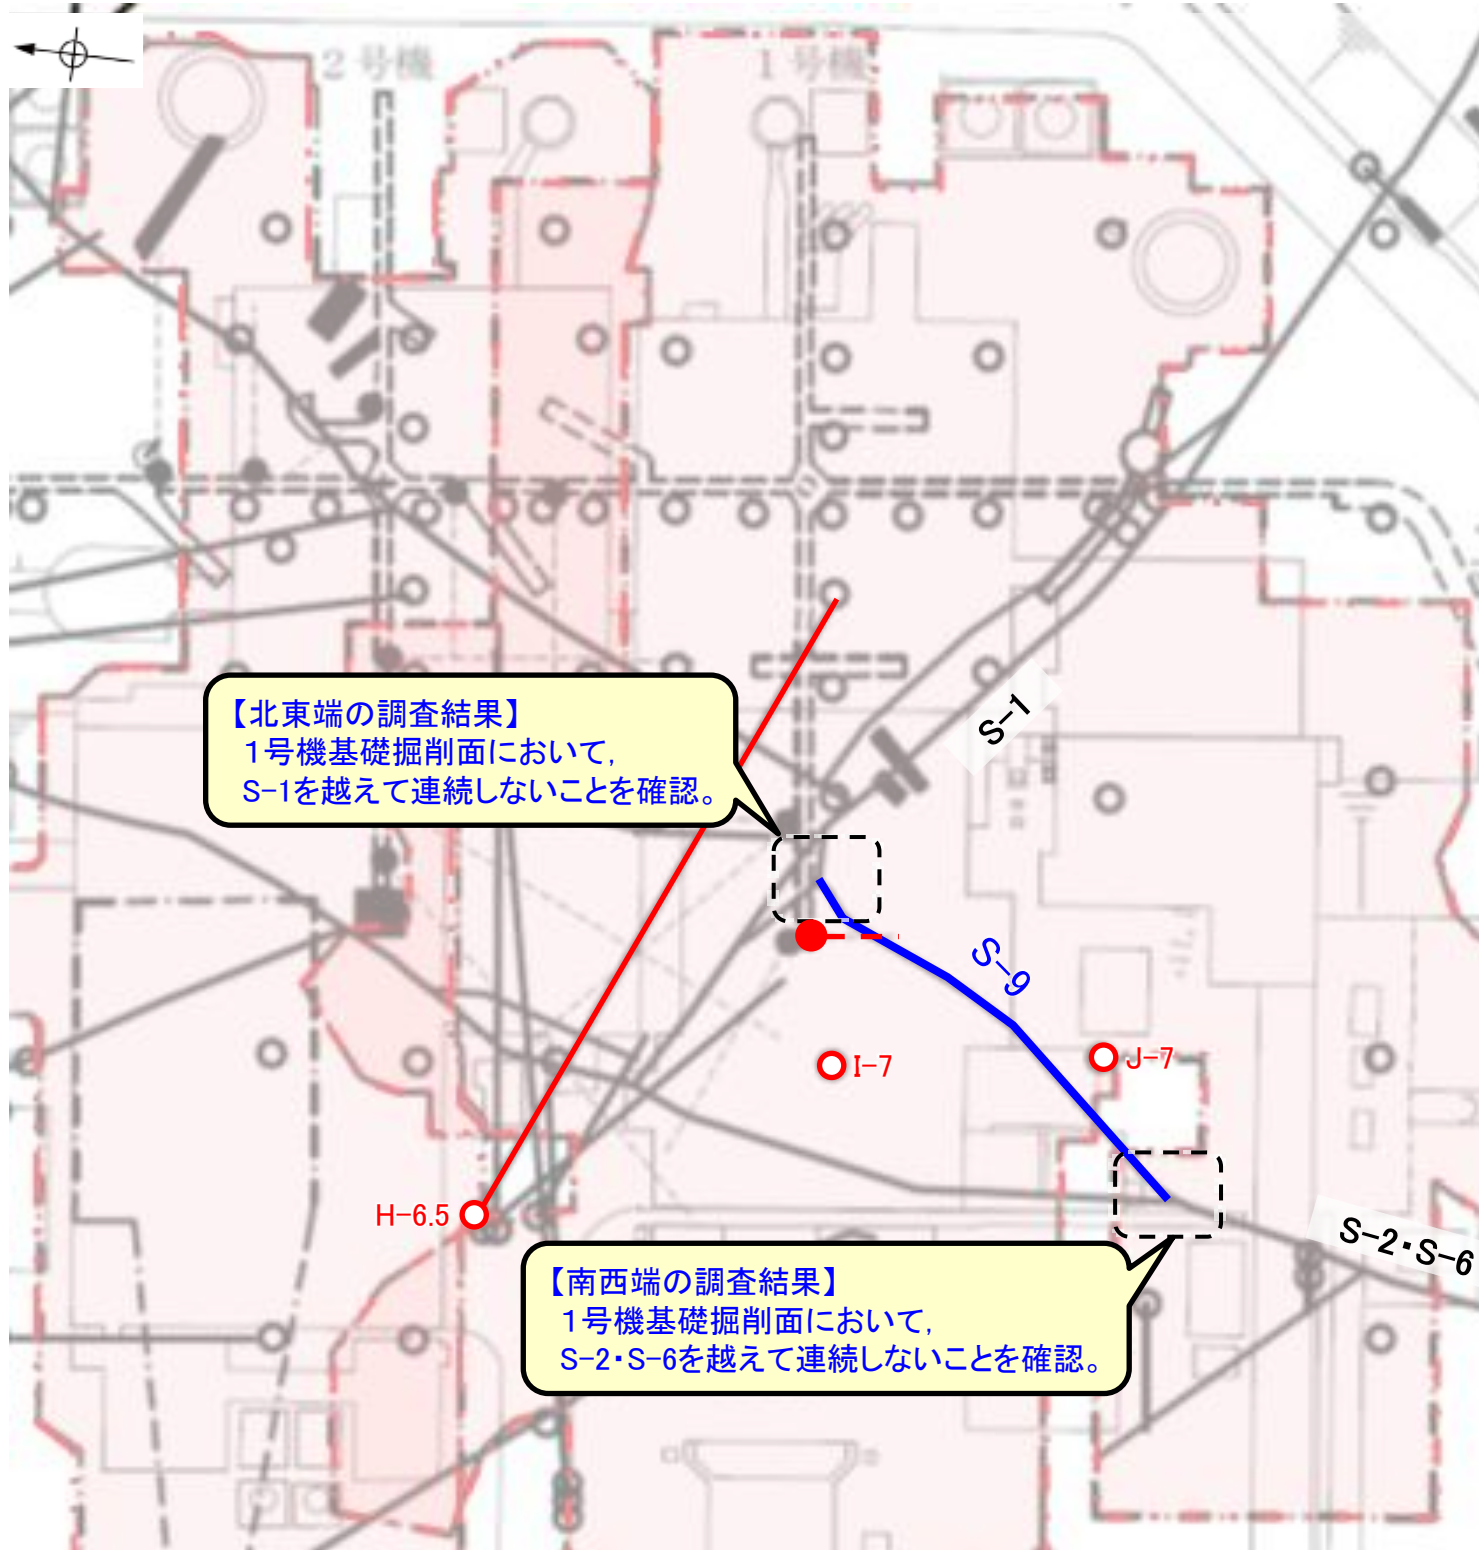 2号機
1号機
S-1
【北東端の調査結果】
1号機基礎掘削面において，
S-1を越えて連続しないことを確認。
S-9
I-7
J-7
H-6.5
S-2・S-6
【南西端の調査結果】
1号機基礎掘削面において，
S-2・S-6を越えて連続しないことを確認。